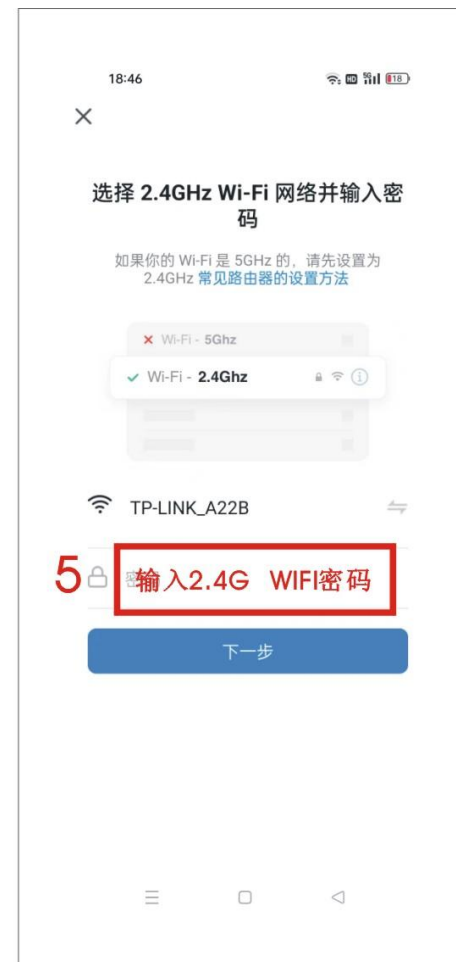 18:46
HD 5G 18
选择 2.4GHz Wi-Fi 网络并输入密
码
如果你的 Wi-Fi 是 5GHz 的，请先设置为
2.4GHz 常见路由器的设置方法
Wi-Fi - 5Ghz
Wi-Fi - 2.4Ghz
TP-LINK_A22B
5 输入2.4G WIFI密码
下一步